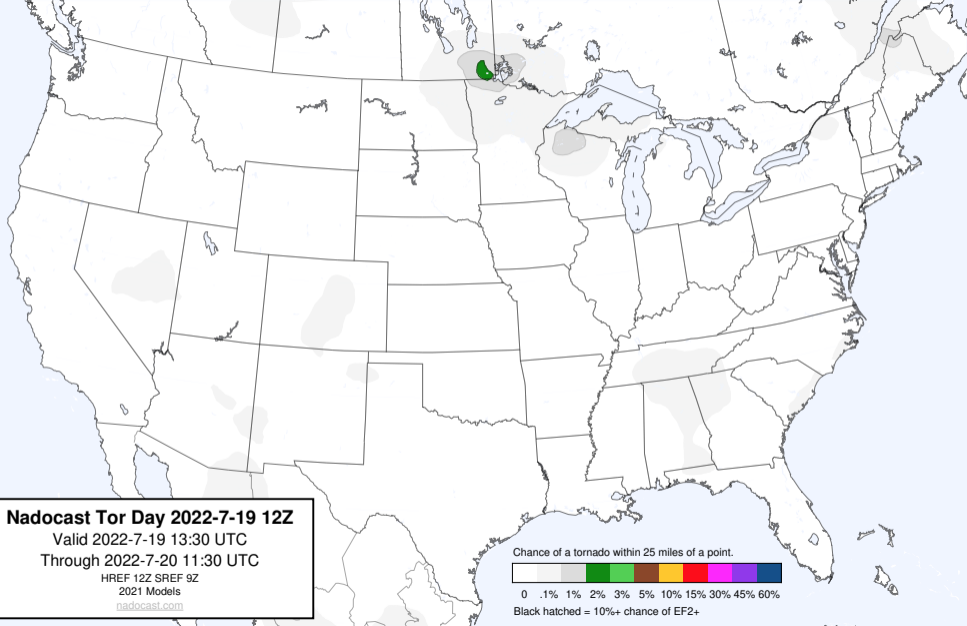 Nadocast Tor Day 2022-7-19 12Z
Valid 2022-7-19 13:30 UTC
Through 2022-7-20 11:30 UTC
HREF 12Z SREF 9Z
2021 Models
nadocast.com
Chance of a tornado within 25 miles of a point.
0 .1% 1% 2% 3% 5% 10% 15% 30% 45% 60%
Black hatched = 10%+ chance of EF2+